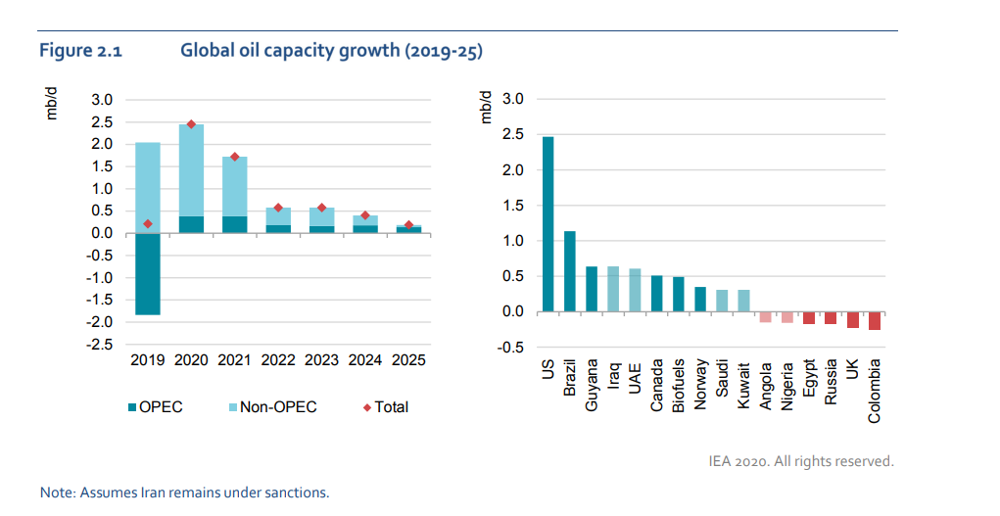 Figure 2.1 Global oil capacity growth (2019-25)
mb/d
3.0
2.5
2.0
1.5
1.0
0.5
0.0
-0.5
-1.0
-1.5
-2.0
-2.5
2019 2020 2021 2022 2023 2024 2025
OPEC Non-OPEC Total
mb/d
3.0
2.5
2.0
1.5
1.0
0.5
0.0
-0.5
US
Brazil
Guyana
Iraq
UAE
Canada
Biofuels
Norway
Saudi
Kuwait
Angola
Nigeria
Egypt
Russia
UK
Colombia
IEA 2020. All rights reserved.
Note: Assumes Iran remains under sanctions.